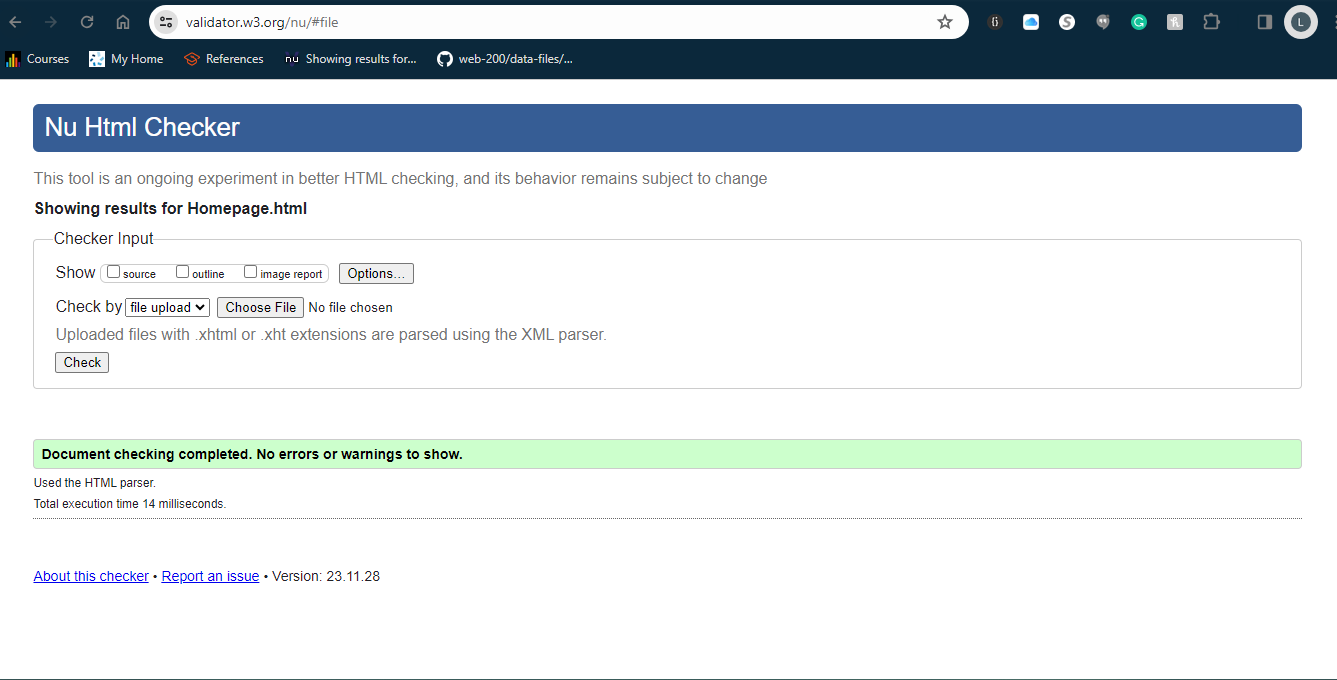 validator.w3.org/nu/#file
L
Courses
My Home
References
nu Showing results for...
web-200/data-files/...
Nu Html Checker
This tool is an ongoing experiment in better HTML checking, and its behavior remains subject to change
Showing results for Homepage.html
Checker Input
Show source outline image report Options...
Check by file upload Choose File No file chosen
Uploaded files with .xhtml or .xht extensions are parsed using the XML parser.
Check
Document checking completed. No errors or warnings to show.
Used the HTML parser.
Total execution time 14 milliseconds.
About this checker • Report an issue • Version: 23.11.28